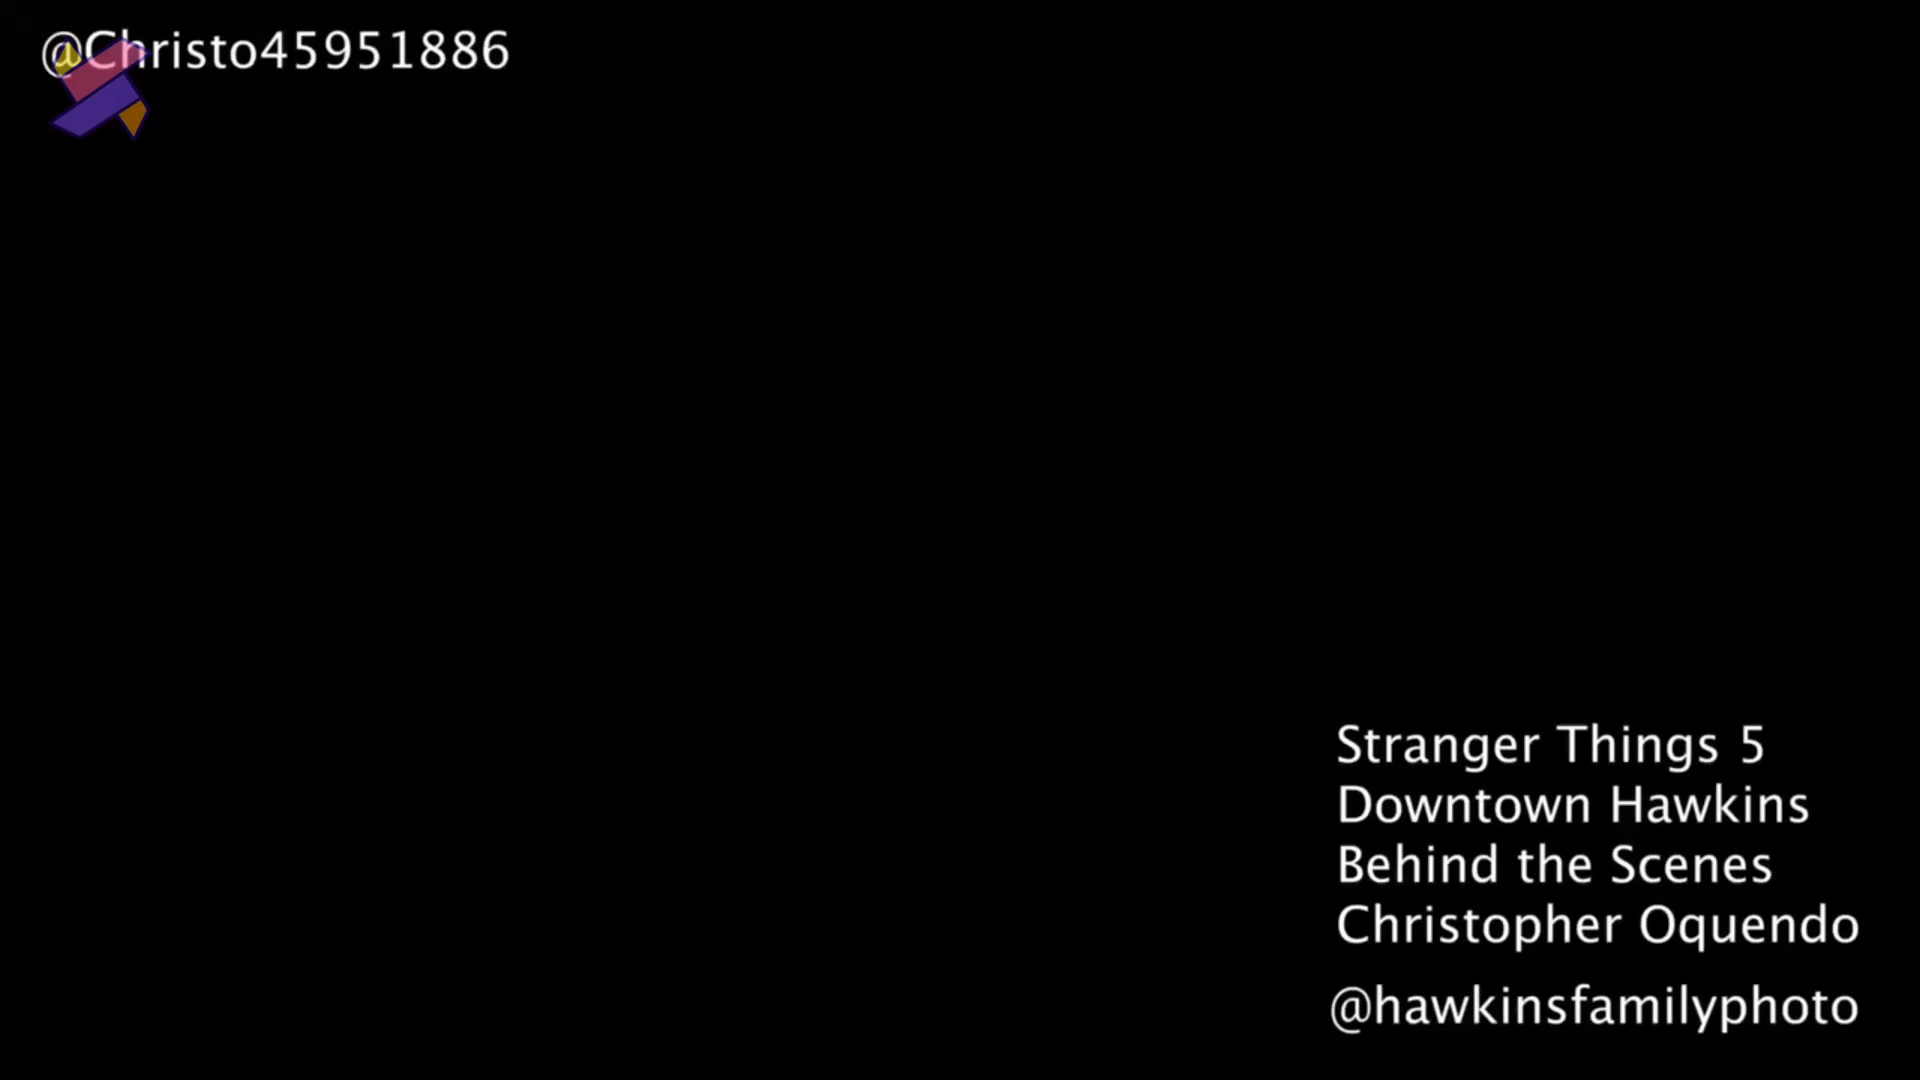 @Christo45951886
Stranger Things 5
Downtown Hawkins
Behind the Scenes
Christopher Oquendo
@hawkinsfamilyphoto